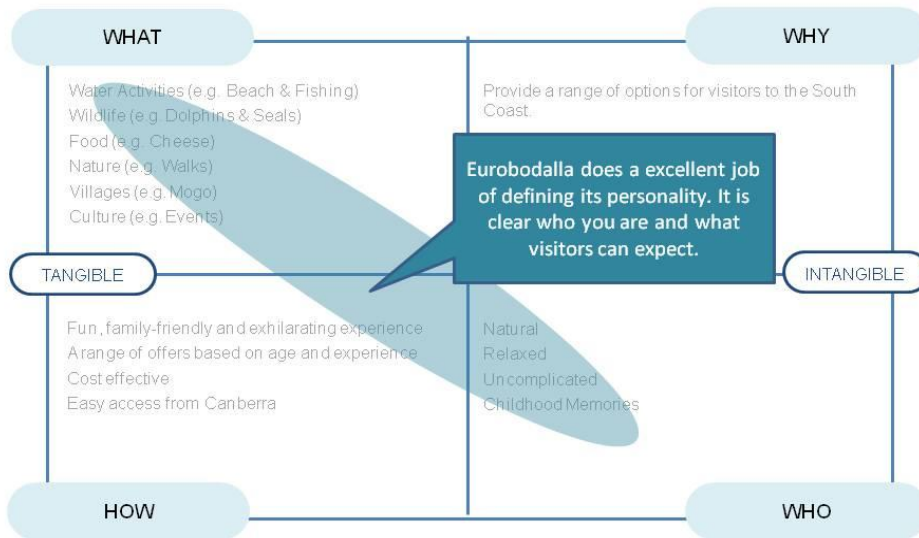 WHAT
WHY
Water Activities (e.g. Beach & Fishing)
Wildlife (e.g. Dolphins & Seals)
Food (e.g. Cheese)
Nature (e.g. Walks)
Villages (e.g. Mogo)
Culture (e.g. Events)
Provide a range of options for visitors to the South
Coast.
Eurobodalla does a excellent job
of defining its personality. It is
clear who you are and what
visitors can expect.
TANGIBLE
INTANGIBLE
Fun, family-friendly and exhilarating experience
A range of offers based on age and experience
Cost effective
Easy access from Canberra
Natural
Relaxed
Uncomplicated
Childhood Memories
HOW
WHO